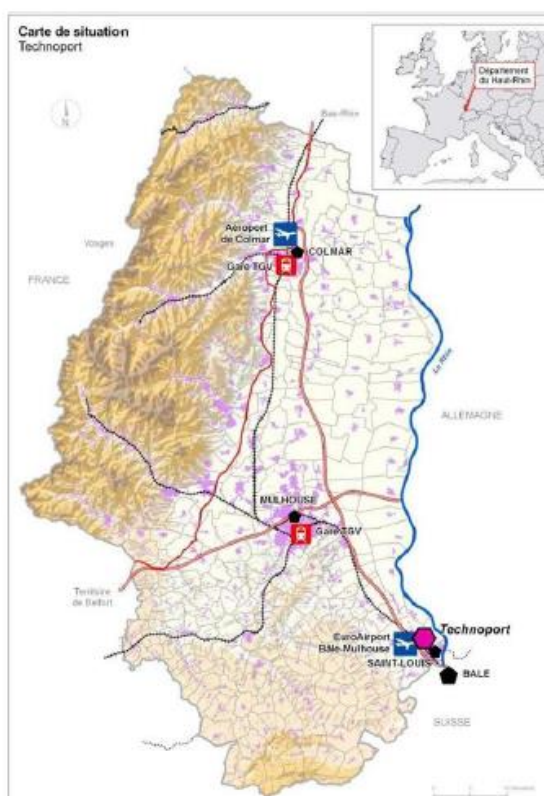 Carte de situation
Technoport
Département
du Haut-Rhin
N
Bas-Rhin
Aéroport
de Colmar
Vosges
COLMAR
Gare TGV
FRANCE
Le Rhin
ALLEMAGNE
MULHOUSE
Gare TGV
Territoire
de Belfort
Technoport
EuroAirport
Bâle-Mulhouse
SAINT-LOUIS
BALE
SUISSE